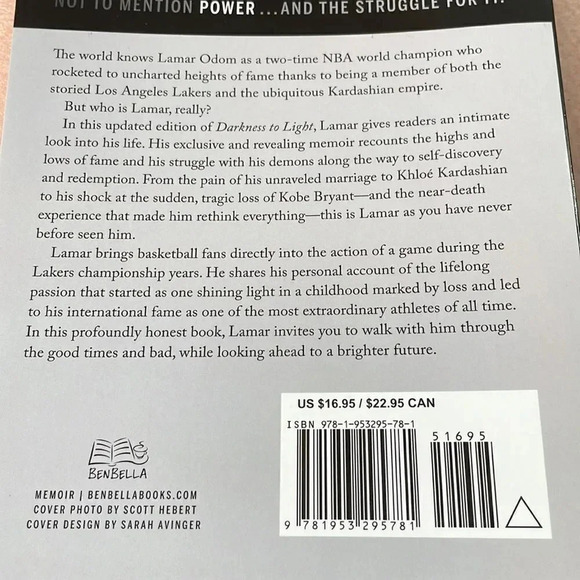 NOT TO MENTION POWER...AND THE STRUGGLE FOR IT.
The world knows Lamar Odom as a two-time NBA world champion who
rocketed to uncharted heights of fame thanks to being a member of both the
storied Los Angeles Lakers and the ubiquitous Kardashian empire.
But who is Lamar, really?
In this updated edition of Darkness to Light, Lamar gives readers an intimate
look into his life. His exclusive and revealing memoir recounts the highs and
lows of fame and his struggle with his demons along the way to self-discovery
and redemption. From the pain of his unraveled marriage to Khloé Kardashian
to his shock at the sudden, tragic loss of Kobe Bryant—and the near-death
experience that made him rethink everything—this is Lamar as you have never
before seen him.
Lamar brings basketball fans directly into the action of a game during the
Lakers championship years. He shares his personal account of the lifelong
passion that started as one shining light in a childhood marked by loss and led
to his international fame as one of the most extraordinary athletes of all time.
In this profoundly honest book, Lamar invites you to walk with him through
the good times and bad, while looking ahead to a brighter future.
US $16.95 / $22.95 CAN
ISBN 978-1-953295-78-1
51695
9 781953 295781
BENBELLA
MEMOIR | BENBELLABOOKS.COM
COVER PHOTO BY SCOTT HEBERT
COVER DESIGN BY SARAH AVINGER